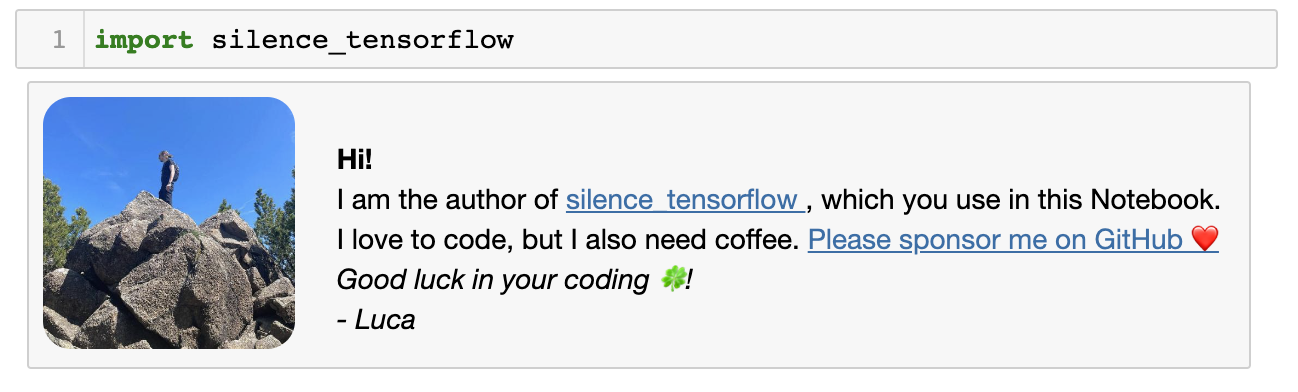 1 import silence_tensorflow
Hi!
I am the author of silence_tensorflow , which you use in this Notebook.
I love to code, but I also need coffee. Please sponsor me on GitHub ❤️
Good luck in your coding 🍀!
- Luca